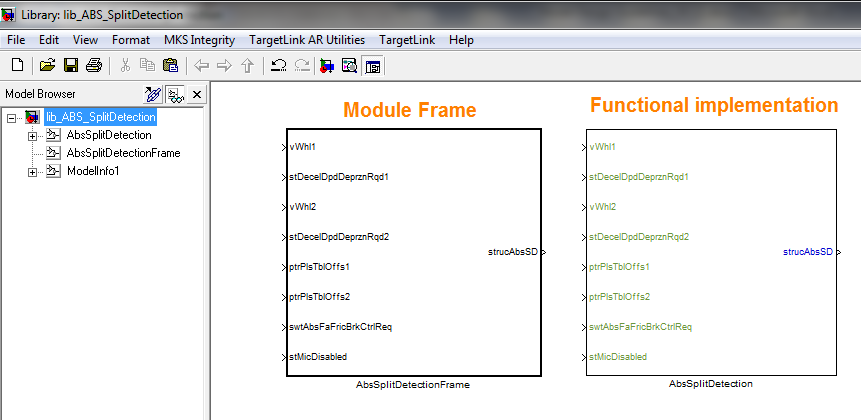 Library: lib_ABS_SplitDetection
File Edit View Format MKS Integrity TargetLink AR Utilities TargetLink Help
Model Browser
lib_ABS_SplitDetection
AbsSplitDetection
AbsSplitDetectionFrame
ModelInfo1
Module Frame
vWhl1
stDecelDpdDeprznRqd1
vWhl2
stDecelDpdDeprznRqd2
strucAbsSD
ptrPlsTblOffs1
ptrPlsTblOffs2
swtAbsFaFricBrkCtrlReq
stMicDisabled
AbsSplitDetectionFrame
Functional implementation
vWhl1
stDecelDpdDeprznRqd1
vWhl2
stDecelDpdDeprznRqd2
strucAbsSD
ptrPlsTblOffs1
ptrPlsTblOffs2
swtAbsFaFricBrkCtrlReq
stMicDisabled
AbsSplitDetection